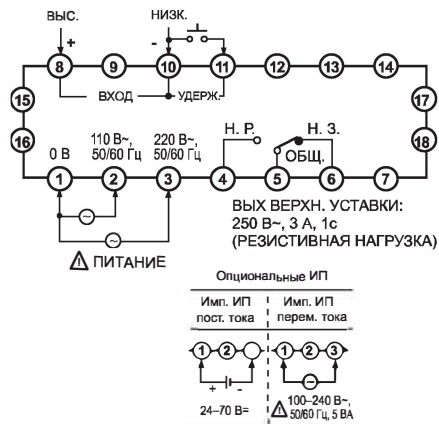 ВЫС.
НИЗК.
+
-
8 9 10 11 12 13 14
ВХОД
УДЕРЖ.
15
17
16
18
110 В~,
50/60 Гц
220 В~,
50/60 Гц
0 В
Н. Р.
Н. З.
ОБЩ.
1 2 3 4 5 6 7
ВЫХ ВЕРХН. УСТАВКИ:
250 В~, 3 А, 1с
(РЕЗИСТИВНАЯ НАГРУЗКА)
⚠ ПИТАНИЕ
Опциональные ИП
Имп. ИП
пост. тока
Имп. ИП
перем. тока
1 2
1 2 3
+ -
24–70 В=
⚠ 100–240 В~,
50/60 Гц, 5 ВА